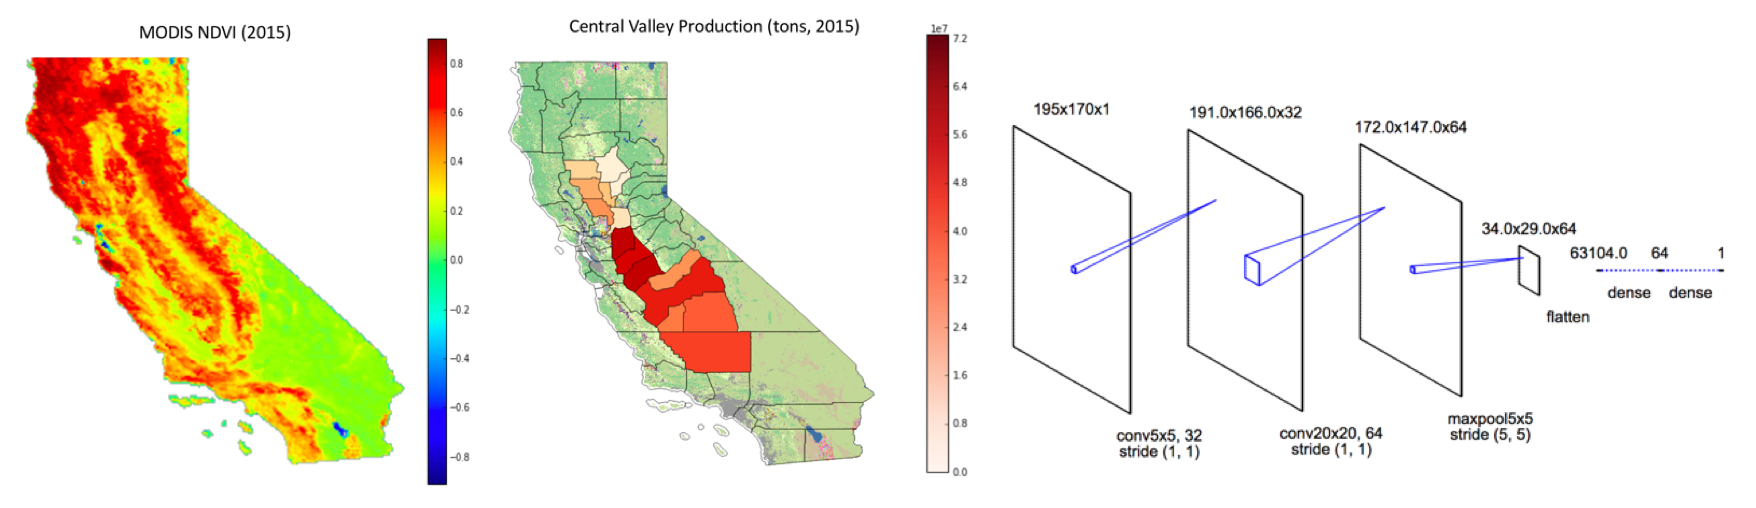 MODIS NDVI (2015)
0.8
0.6
0.4
0.2
0.0
−0.2
−0.4
−0.6
−0.8
Central Valley Production (tons, 2015)
1e7
7.2
6.4
5.6
4.8
4.0
3.2
2.4
1.6
0.8
0.0
195x170x1
191.0x166.0x32
172.0x147.0x64
34.0x29.0x64
63104.0 64 1
dense dense
flatten
conv5x5, 32
stride (1, 1)
conv20x20, 64
stride (1, 1)
maxpool5x5
stride (5, 5)